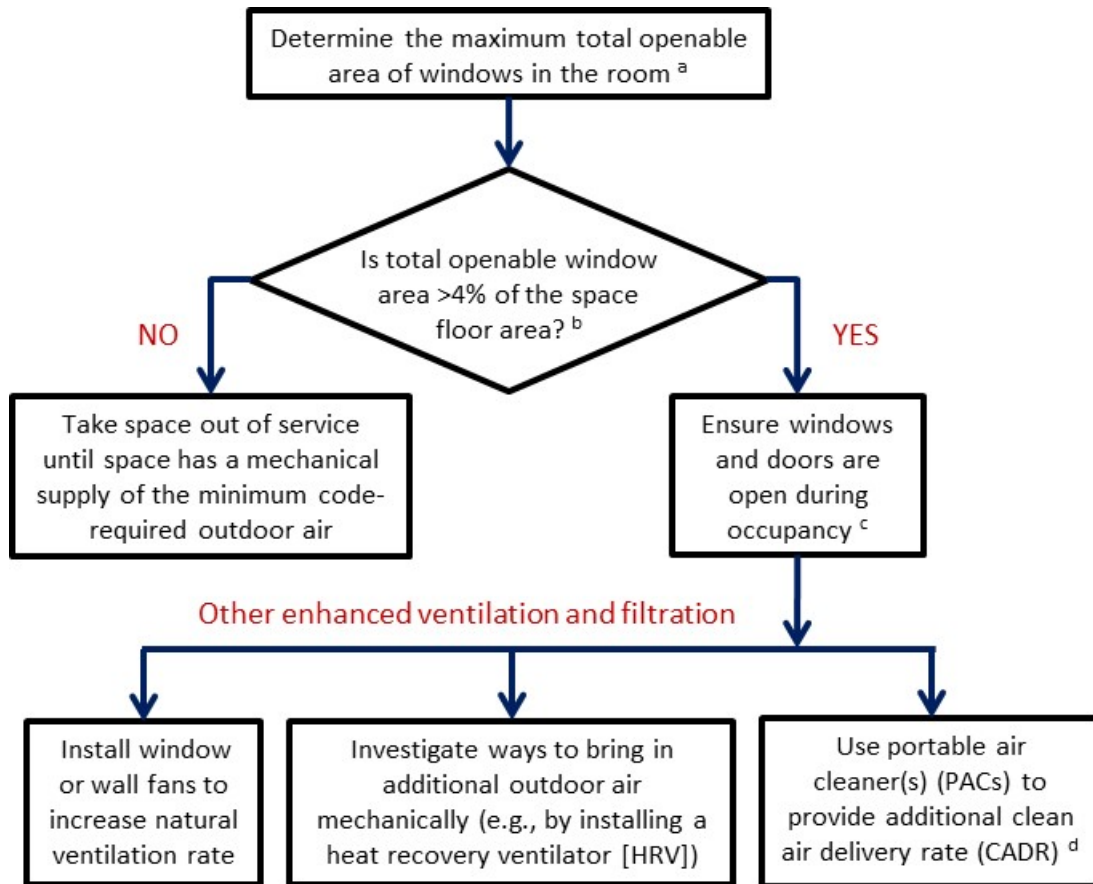 Determine the maximum total openable
area of windows in the room a
Is total openable window
area >4% of the space
floor area? b
NO
YES
Take space out of service
until space has a mechanical
supply of the minimum code-
required outdoor air
Ensure windows
and doors are
open during
occupancy c
Other enhanced ventilation and filtration
Install window
or wall fans to
increase natural
ventilation rate
Investigate ways to bring in
additional outdoor air
mechanically (e.g., by installing a
heat recovery ventilator [HRV])
Use portable air
cleaner(s) (PACs) to
provide additional clean
air delivery rate (CADR) d